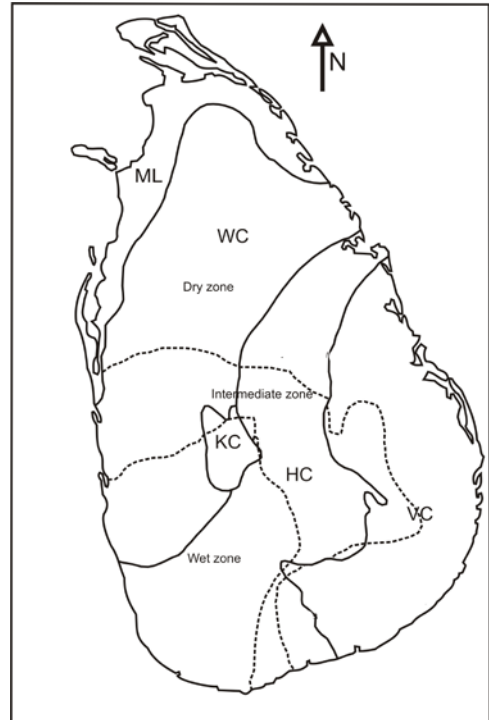 N
ML
WC
Dry zone
Intermediate zone
KC
HC
VC
Wet zone